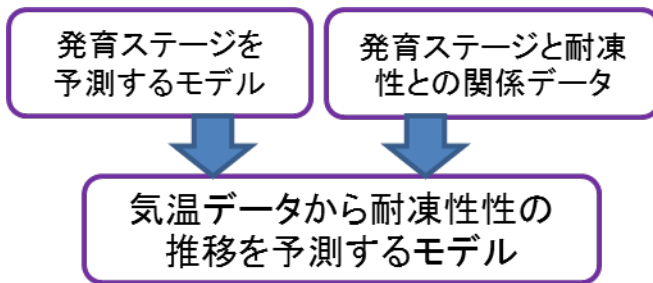 発育ステージを
予測するモデル
発育ステージと耐凍
性との関係データ
気温データから耐凍性性の
推移を予測するモデル